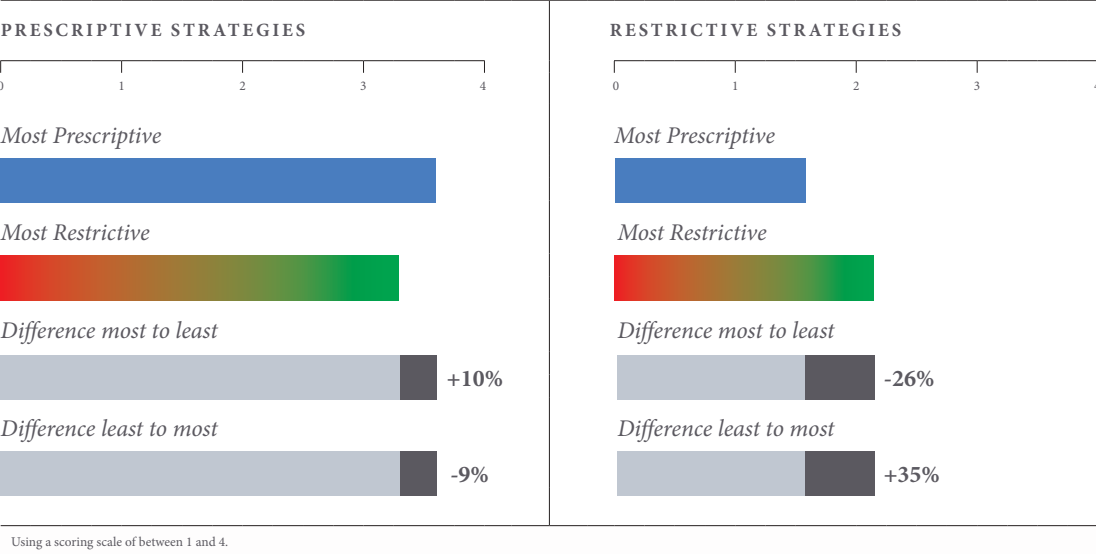 PRESCRIPTIVE STRATEGIES
0 1 2 3 4
Most Prescriptive
Most Restrictive
Difference most to least
+10%
Difference least to most
-9%
RESTRICTIVE STRATEGIES
0 1 2 3 4
Most Prescriptive
Most Restrictive
Difference most to least
-26%
Difference least to most
+35%
Using a scoring scale of between 1 and 4.